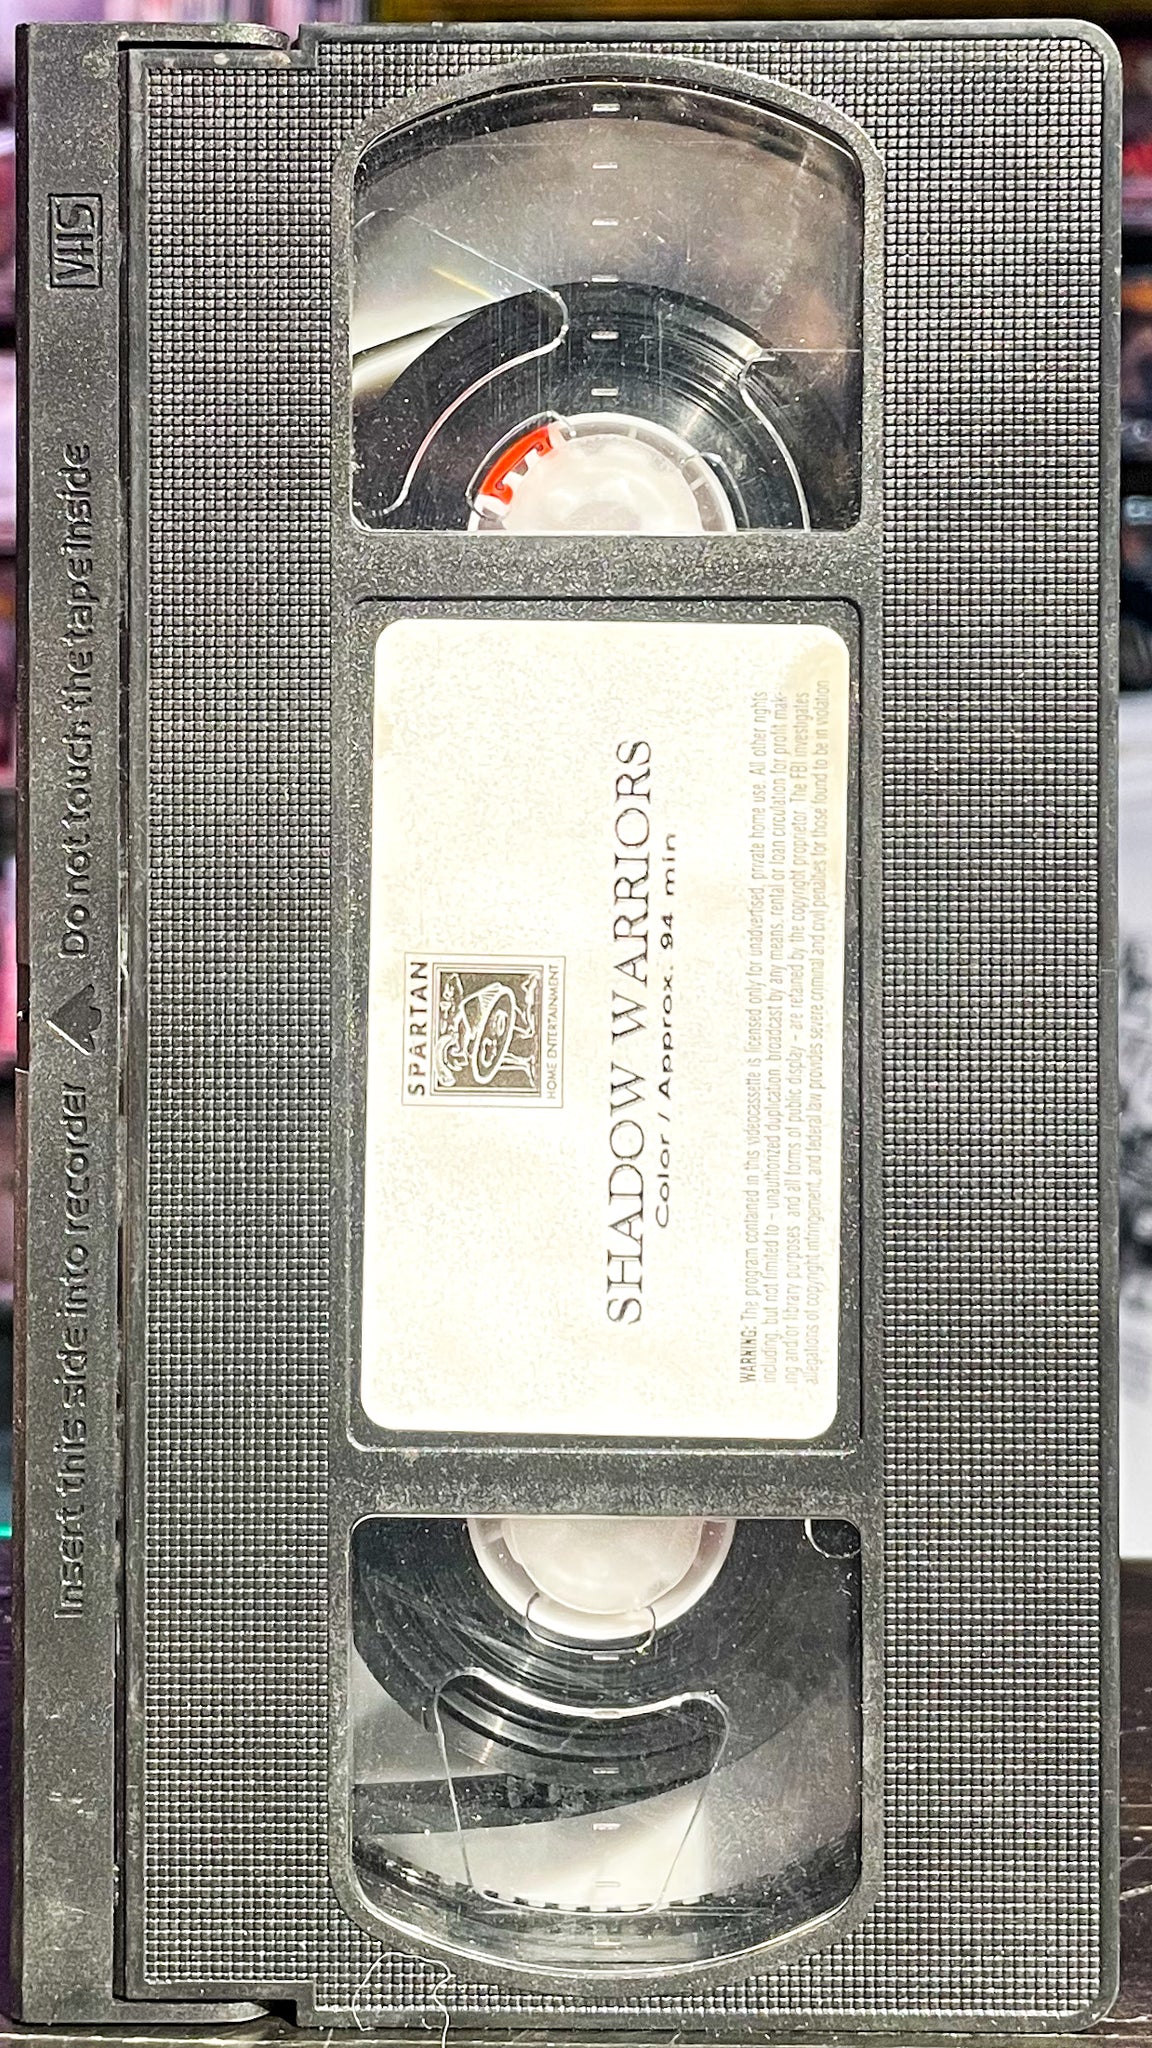 VHS
Insert this side into recorder Do not touch the tape inside
SPARTAN
HOME ENTERTAINMENT
SHADOW WARRIORS
Color / Approx. 94 min
WARNING: The program contained in this videocassette is licensed only for unadvertised, private home use. All other rights
including, but not limited to – unauthorized duplication, broadcast by any means, rental or loan circulation for profit mak-
ing and/or library purposes, and all forms of public display – are retained by the copyright proprietor. The FBI investigates
allegations of copyright infringement, and federal law provides severe criminal and civil penalties for those found to be in violation.